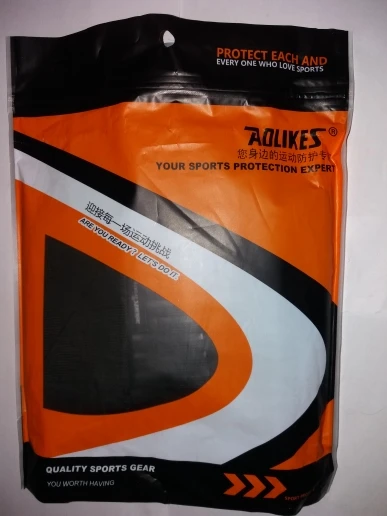 PROTECT EACH AND
EVERY ONE WHO LOVE SPORTS
AOLIKES®
您身边的运动防护专
YOUR SPORTS PROTECTION EXPERT
迎接每一场运动挑战
ARE YOU READY? LET'S DO IT.
QUALITY SPORTS GEAR
YOU WORTH HAVING